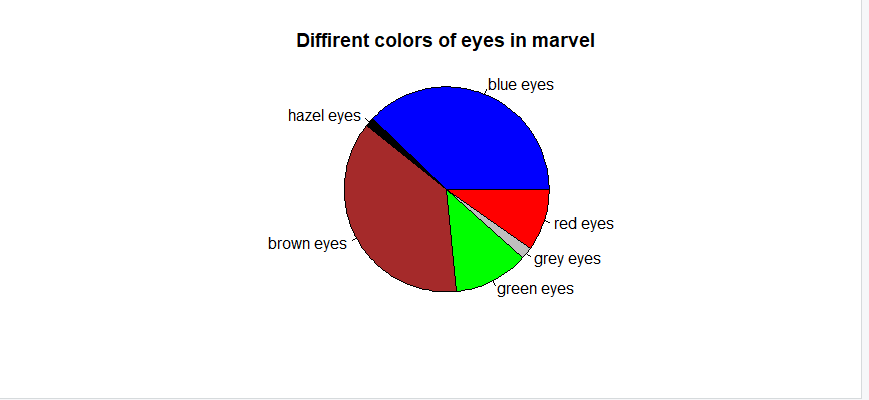 Diffirent colors of eyes in marvel
blue eyes
hazel eyes
red eyes
brown eyes
grey eyes
green eyes